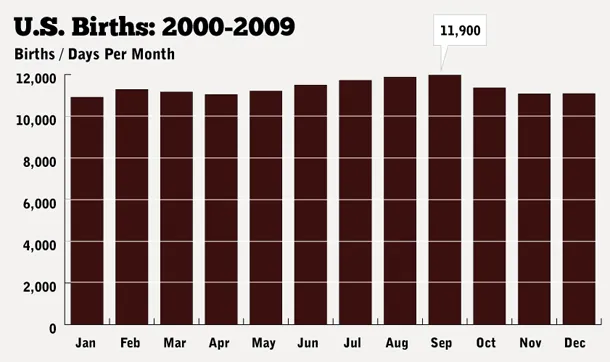 U.S. Births: 2000-2009
Births / Days Per Month
11,900
12,000
10,000
8,000
6,000
4,000
2,000
0
Jan Feb Mar Apr May Jun Jul Aug Sep Oct Nov Dec